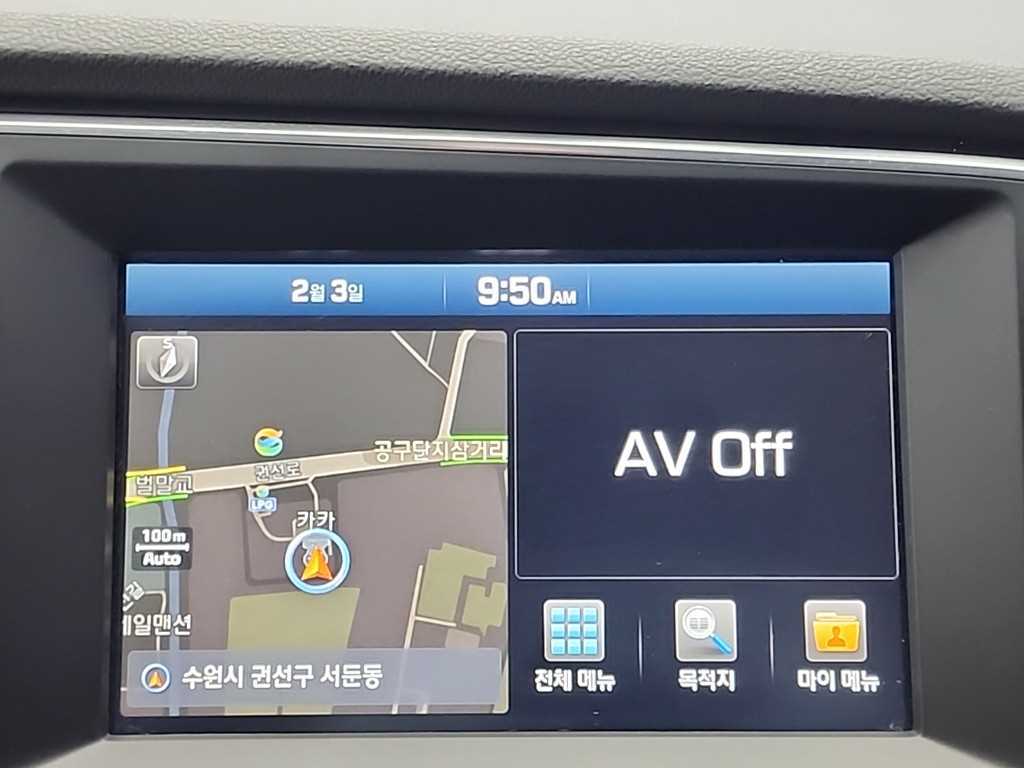 2월 3일
9:50 AM
S
공구단지삼거리
권선로
벌말교
LPG
카카
100m
Auto
일맨션
수원시 권선구 서둔동
AV Off
전체 메뉴
목적지
마이 메뉴